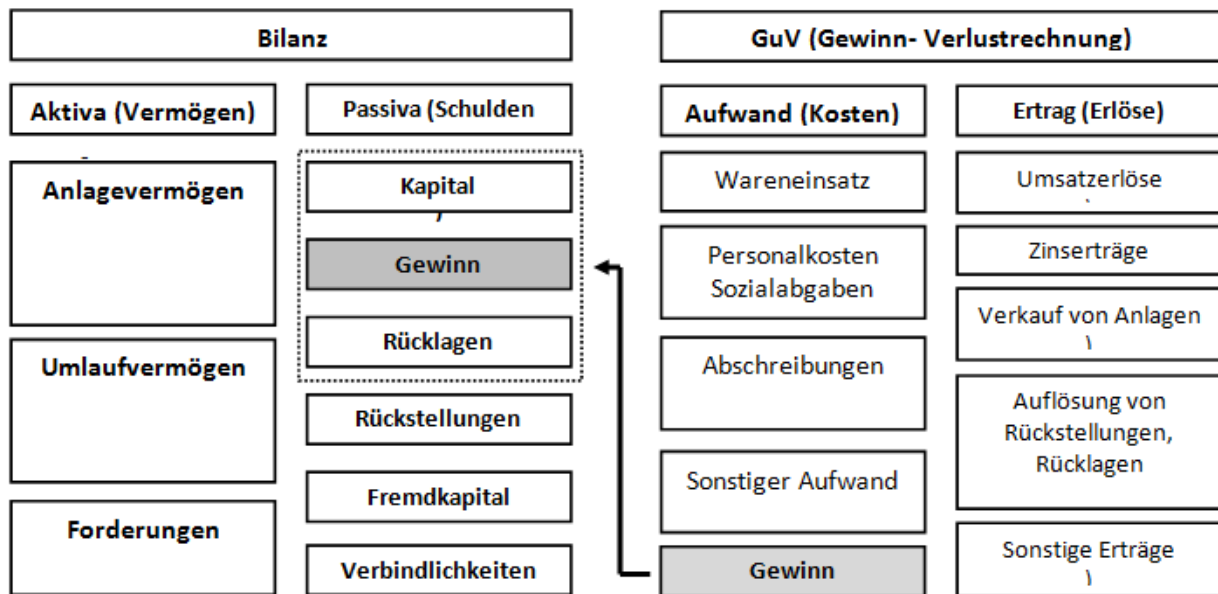 Bilanz
GuV (Gewinn- Verlustrechnung)
Aktiva (Vermögen)
Passiva (Schulden
Aufwand (Kosten)
Ertrag (Erlöse)
Anlagevermögen
Umlaufvermögen
Forderungen
Kapital
Gewinn
Rücklagen
Rückstellungen
Fremdkapital
Verbindlichkeiten
Wareneinsatz
Personalkosten
Sozialabgaben
Abschreibungen
Sonstiger Aufwand
Gewinn
Umsatzerlöse
Zinserträge
Verkauf von Anlagen
Auflösung von
Rückstellungen,
Rücklagen
Sonstige Erträge